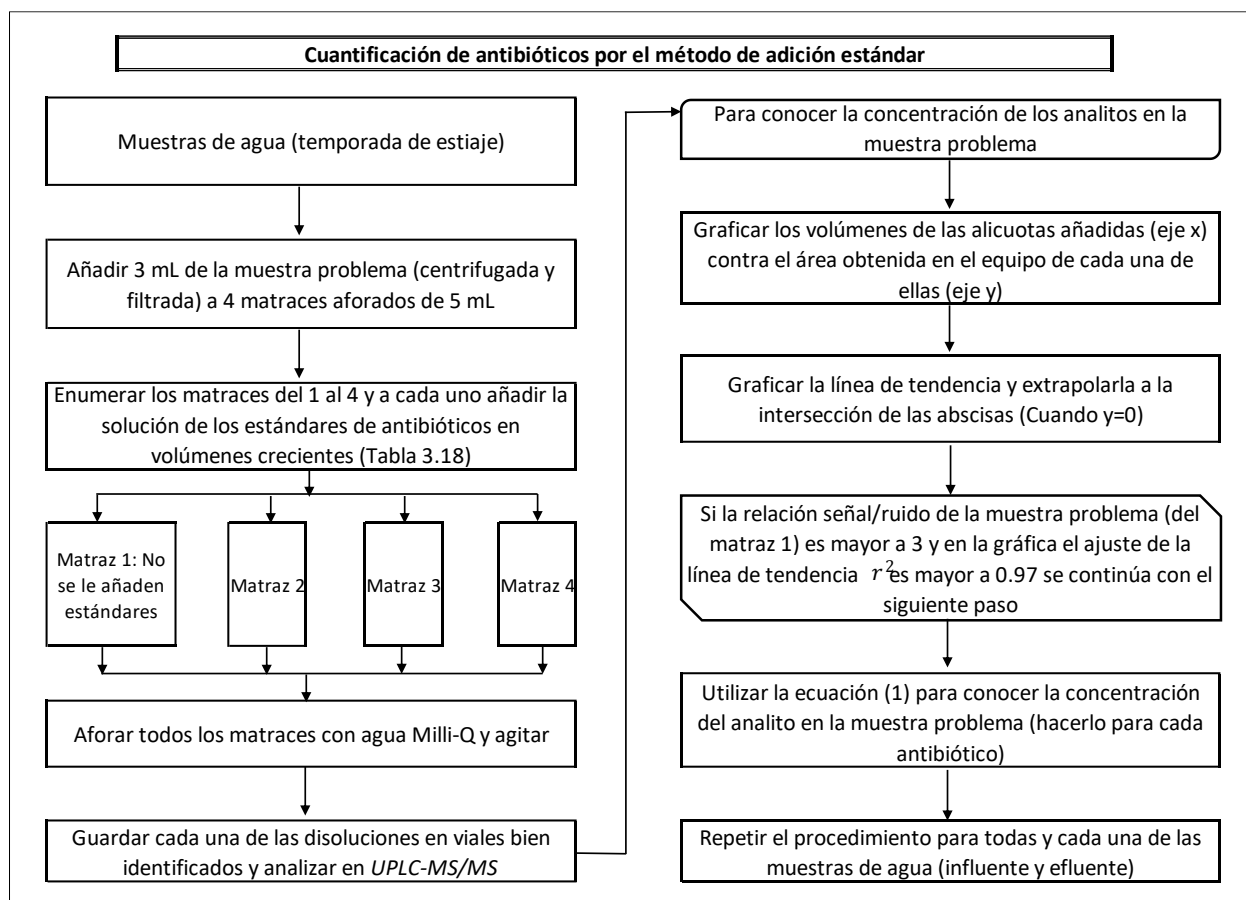 Cuantificación de antibióticos por el método de adición estándar
Muestras de agua (temporada de estiaje)
Añadir 3 mL de la muestra problema (centrifugada y
filtrada) a 4 matraces aforados de 5 mL
Enumerar los matraces del 1 al 4 y a cada uno añadir la
solución de los estándares de antibióticos en
volúmenes crecientes (Tabla 3.18)
Matraz 1: No
se le añaden
estándares
Matraz 2
Matraz 3
Matraz 4
Aforar todos los matraces con agua Milli-Q y agitar
Guardar cada una de las disoluciones en viales bien
identificados y analizar en UPLC-MS/MS
Para conocer la concentración de los analitos en la
muestra problema
Graficar los volúmenes de las alicuotas añadidas (eje x)
contra el área obtenida en el equipo de cada una de
ellas (eje y)
Graficar la línea de tendencia y extrapolarla a la
intersección de las abscisas (Cuando y=0)
Si la relación señal/ruido de la muestra problema (del
matraz 1) es mayor a 3 y en la gráfica el ajuste de la
línea de tendencia r² es mayor a 0.97 se continúa con el
siguiente paso
Utilizar la ecuación (1) para conocer la concentración
del analito en la muestra problema (hacerlo para cada
antibiótico)
Repetir el procedimiento para todas y cada una de las
muestras de agua (influente y efluente)